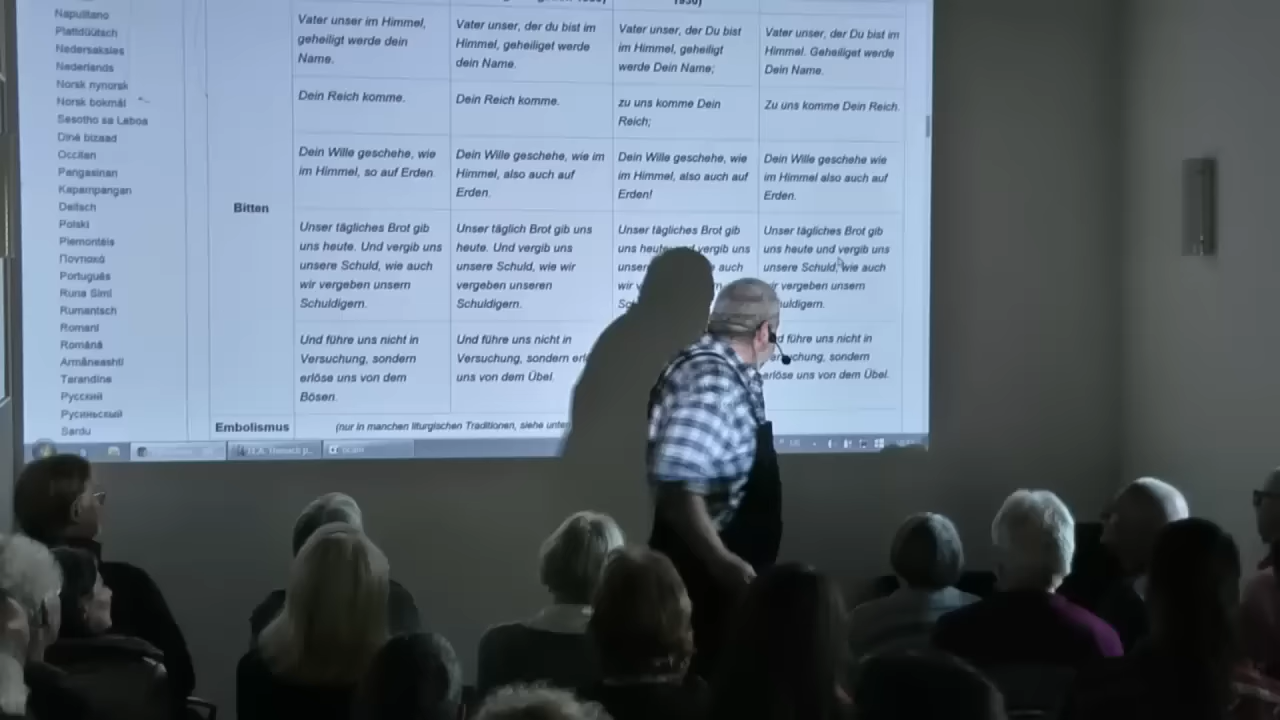 Napulitano
Plattdüütsch
Nedersaksies
Nederlands
Norsk nynorsk
Norsk bokmål
Sesotho sa Leboa
Diné bizaad
Occitan
Pangasinan
Kapampangan
Deitsch
Polski
Piemontèis
Ποντιακά
Português
Runa Simi
Rumantsch
Romani
Română
Armãneashti
Tarandíne
Русский
Русиньскый
Sardu
Bitten
Embolismus
Vater unser im Himmel,
geheiligt werde dein
Name.
Vater unser, der du bist im
Himmel, geheiliget werde
dein Name.
Vater unser, der Du bist
im Himmel, geheiligt
werde Dein Name;
Vater unser, der Du bist im
Himmel. Geheiliget werde
Dein Name.
Dein Reich komme.
Dein Reich komme.
zu uns komme Dein
Reich;
Zu uns komme Dein Reich.
Dein Wille geschehe, wie
im Himmel, so auf Erden.
Dein Wille geschehe, wie im
Himmel, also auch auf
Erden.
Dein Wille geschehe, wie
im Himmel, also auch auf
Erden!
Dein Wille geschehe wie
im Himmel also auch auf
Erden.
Unser tägliches Brot gib
uns heute. Und vergib uns
unsere Schuld, wie auch
wir vergeben unsern
Schuldigern.
Unser täglich Brot gib uns
heute. Und vergib uns
unsere Schuld, wie wir
vergeben unseren
Schuldigern.
Unser tägliches Brot gib
uns heute vergib uns
auch
Unser tägliches Brot gib
uns heute und vergib uns
unsere Schuld, wie auch
vergeben unsern
Und führe uns nicht in
Versuchung, sondern
erlöse uns von dem
Bösen.
Und führe uns nicht in
Versuchung, sondern
uns von dem Übel.
führe uns nicht in
sondern
erlöse uns von dem Übel.
(nur in manchen liturgischen Traditionen, siehe